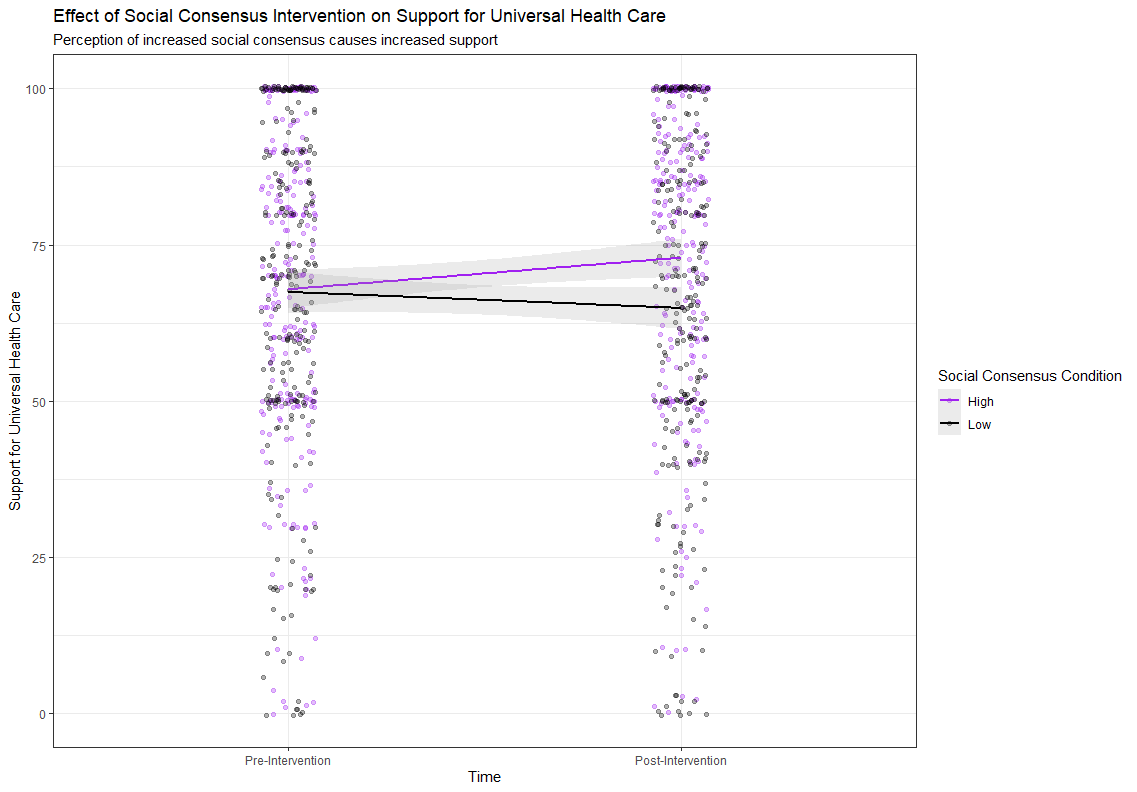 Effect of Social Consensus Intervention on Support for Universal Health Care
Perception of increased social consensus causes increased support
Support for Universal Health Care
100
75
50
25
0
Pre-Intervention
Post-Intervention
Time
Social Consensus Condition
High
Low